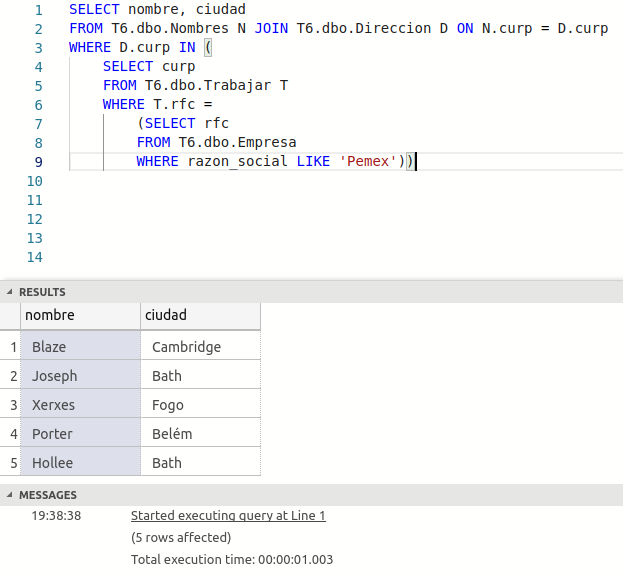 1 SELECT nombre, ciudad
2 FROM T6.dbo.Nombres N JOIN T6.dbo.Direccion D ON N.curp = D.curp
3 WHERE D.curp IN (
4 SELECT curp
5 FROM T6.dbo.Trabajar T
6 WHERE T.rfc =
7 (SELECT rfc
8 FROM T6.dbo.Empresa
9 WHERE razon_social LIKE 'Pemex'))
10
11
12
13
14
RESULTS
nombre ciudad
1 Blaze Cambridge
2 Joseph Bath
3 Xerxes Fogo
4 Porter Belém
5 Hollee Bath
MESSAGES
19:38:38 Started executing query at Line 1
(5 rows affected)
Total execution time: 00:00:01.003